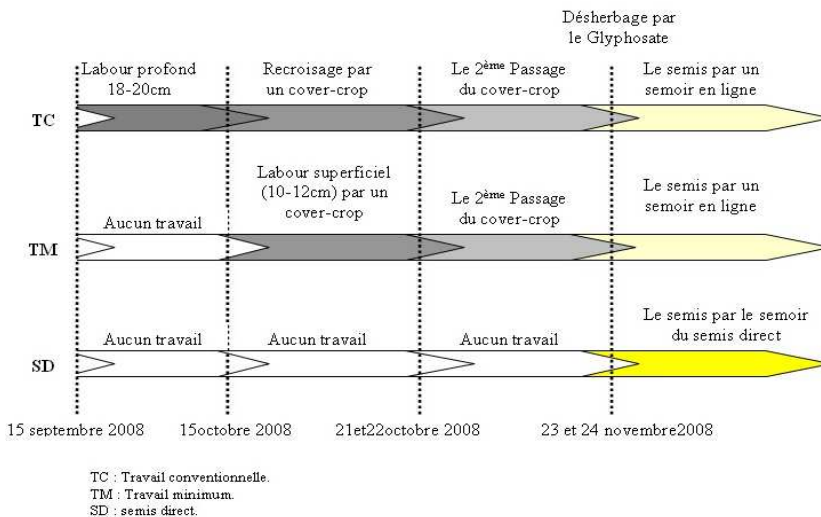 Désherbage par
le Glyphosate
Labour profond
18-20cm
Recroisage par
un cover-crop
Le 2ème Passage
du cover-crop
Le semis par un
semoir en ligne
TC
Labour superficiel
(10-12cm) par un
cover-crop
Aucun travail
Le 2ème Passage
du cover-crop
Le semis par un
semoir en ligne
TM
Aucun travail
Aucun travail
Aucun travail
Le semis par le semoir
du semis direct
SD
15 septembre 2008
15octobre 2008
21et22octobre 2008
23 et 24 novembre2008
TC : Travail conventionnelle.
TM : Travail minimum.
SD : semis direct.